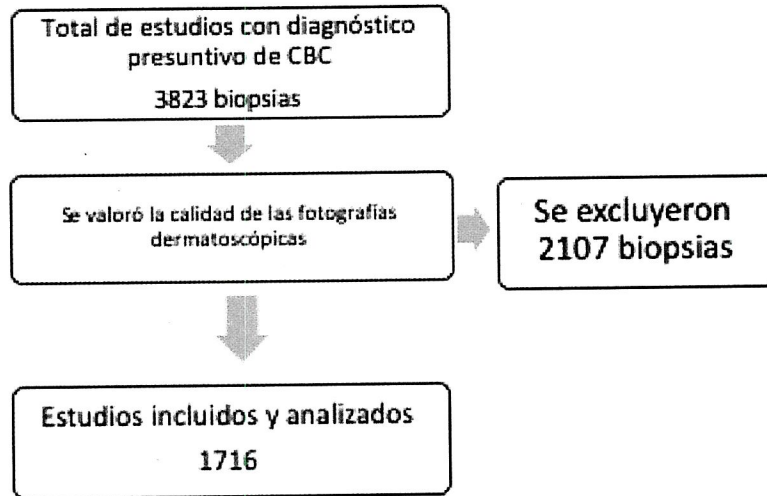 Total de estudios con diagnóstico
presuntivo de CBC
3823 biopsias
Se valoró la calidad de las fotografías
dermatoscópicas
Se excluyeron
2107 biopsias
Estudios incluidos y analizados
1716